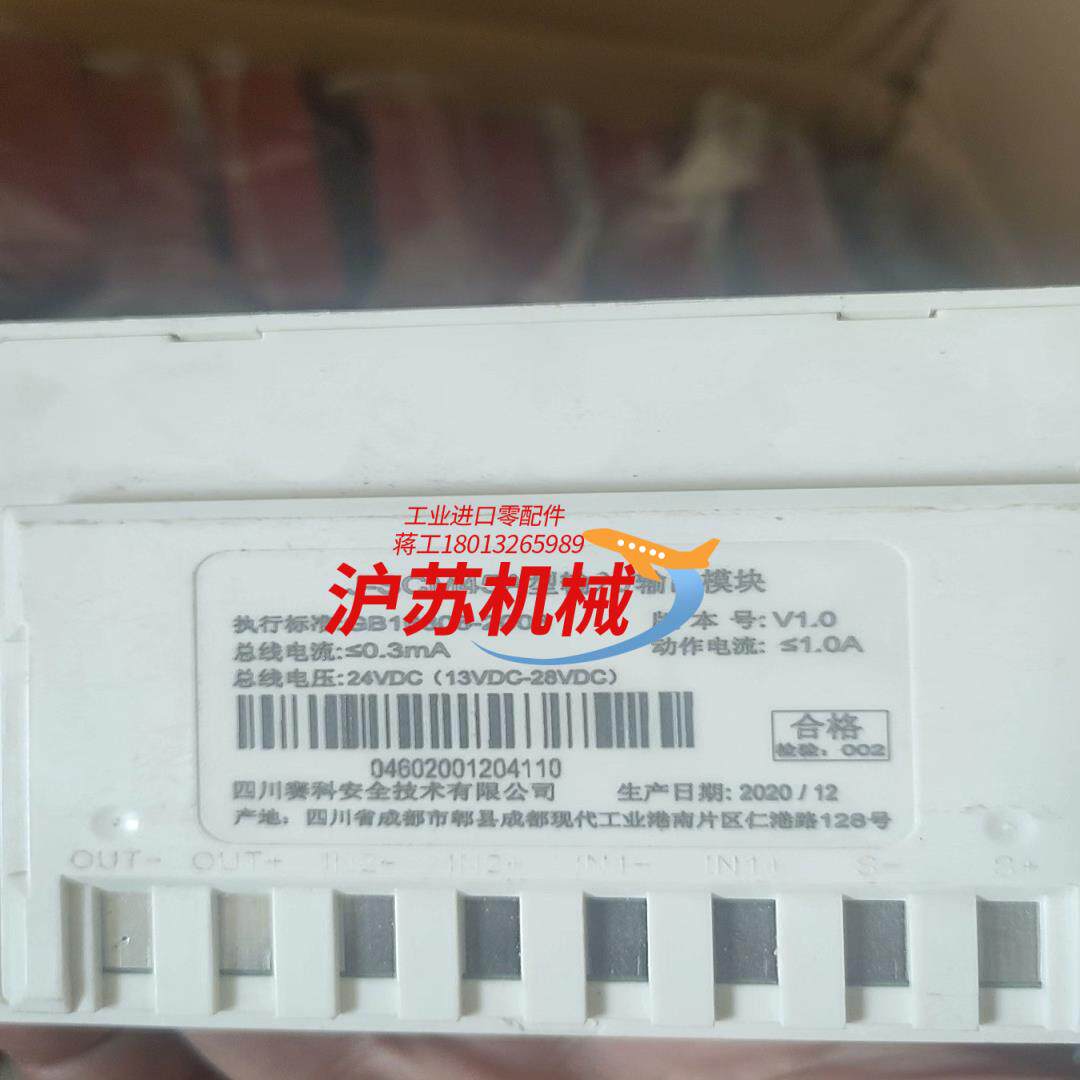 工业进口零配件
蒋工18013265989
沪苏机械
模块
执行标准
本 号: V1.0
总线电流:≤0.3mA
动作电流: ≤1.0A
总线电压:24VDC（13VDC-28VDC）
合格
检验: 002
04602001204110
四川赛科安全技术有限公司
生产日期: 2020 / 12
产地: 四川省成都市郫县成都现代工业港南片区仁港路128号
OUT- OUT+ IN2- IN2+ IN1- IN1+ S- S+